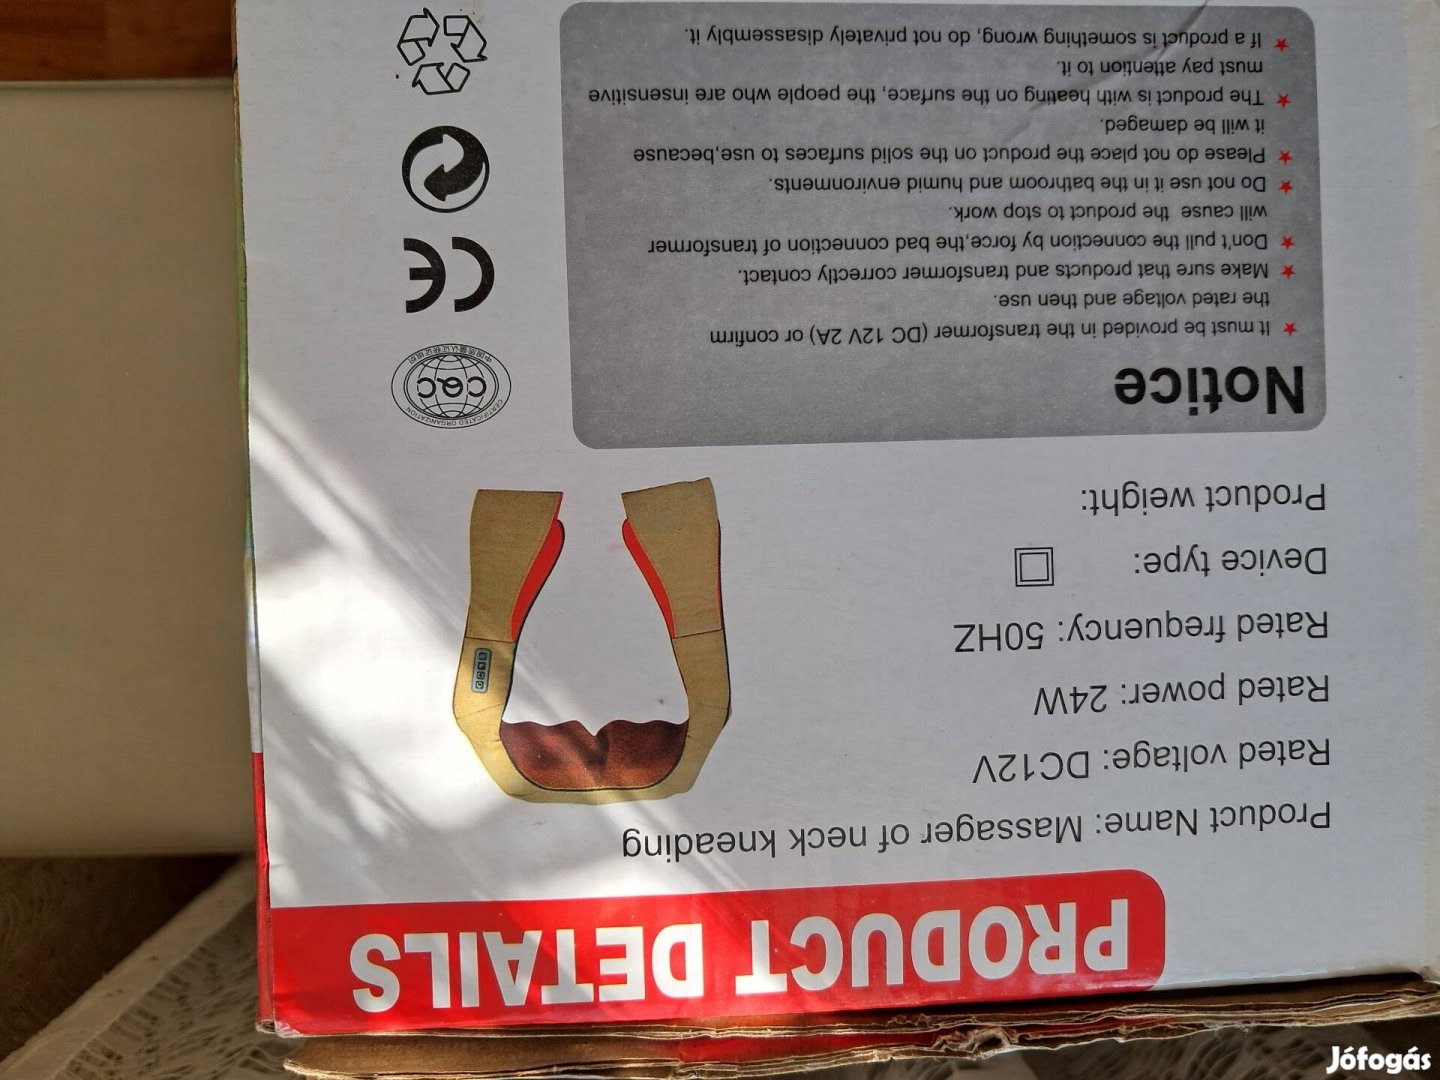 PRODUCT DETAILS
Product Name: Massager of neck kneading
Rated voltage: DC12V
Rated power: 24W
Rated frequency: 50HZ
Device type:
Product weight:
Notice
★ It must be provided in the transformer (DC 12V 2A) or confirm
the rated voltage and then use.
★ Make sure that products and transformer correctly contact.
★ Don't pull the connection by force,the bad connection of transformer
will cause the product to stop work.
★ Do not use it in the bathroom and humid environments.
★ Please do not place the product on the solid surfaces to use,because
it will be damaged.
★ The product is with heating on the surface, the people who are insensitive
must pay attention to it.
★ If a product is something wrong, do not privately disassembly it.
CERTIFICATED ORGANIZATION
CQC
CE
Jófogás